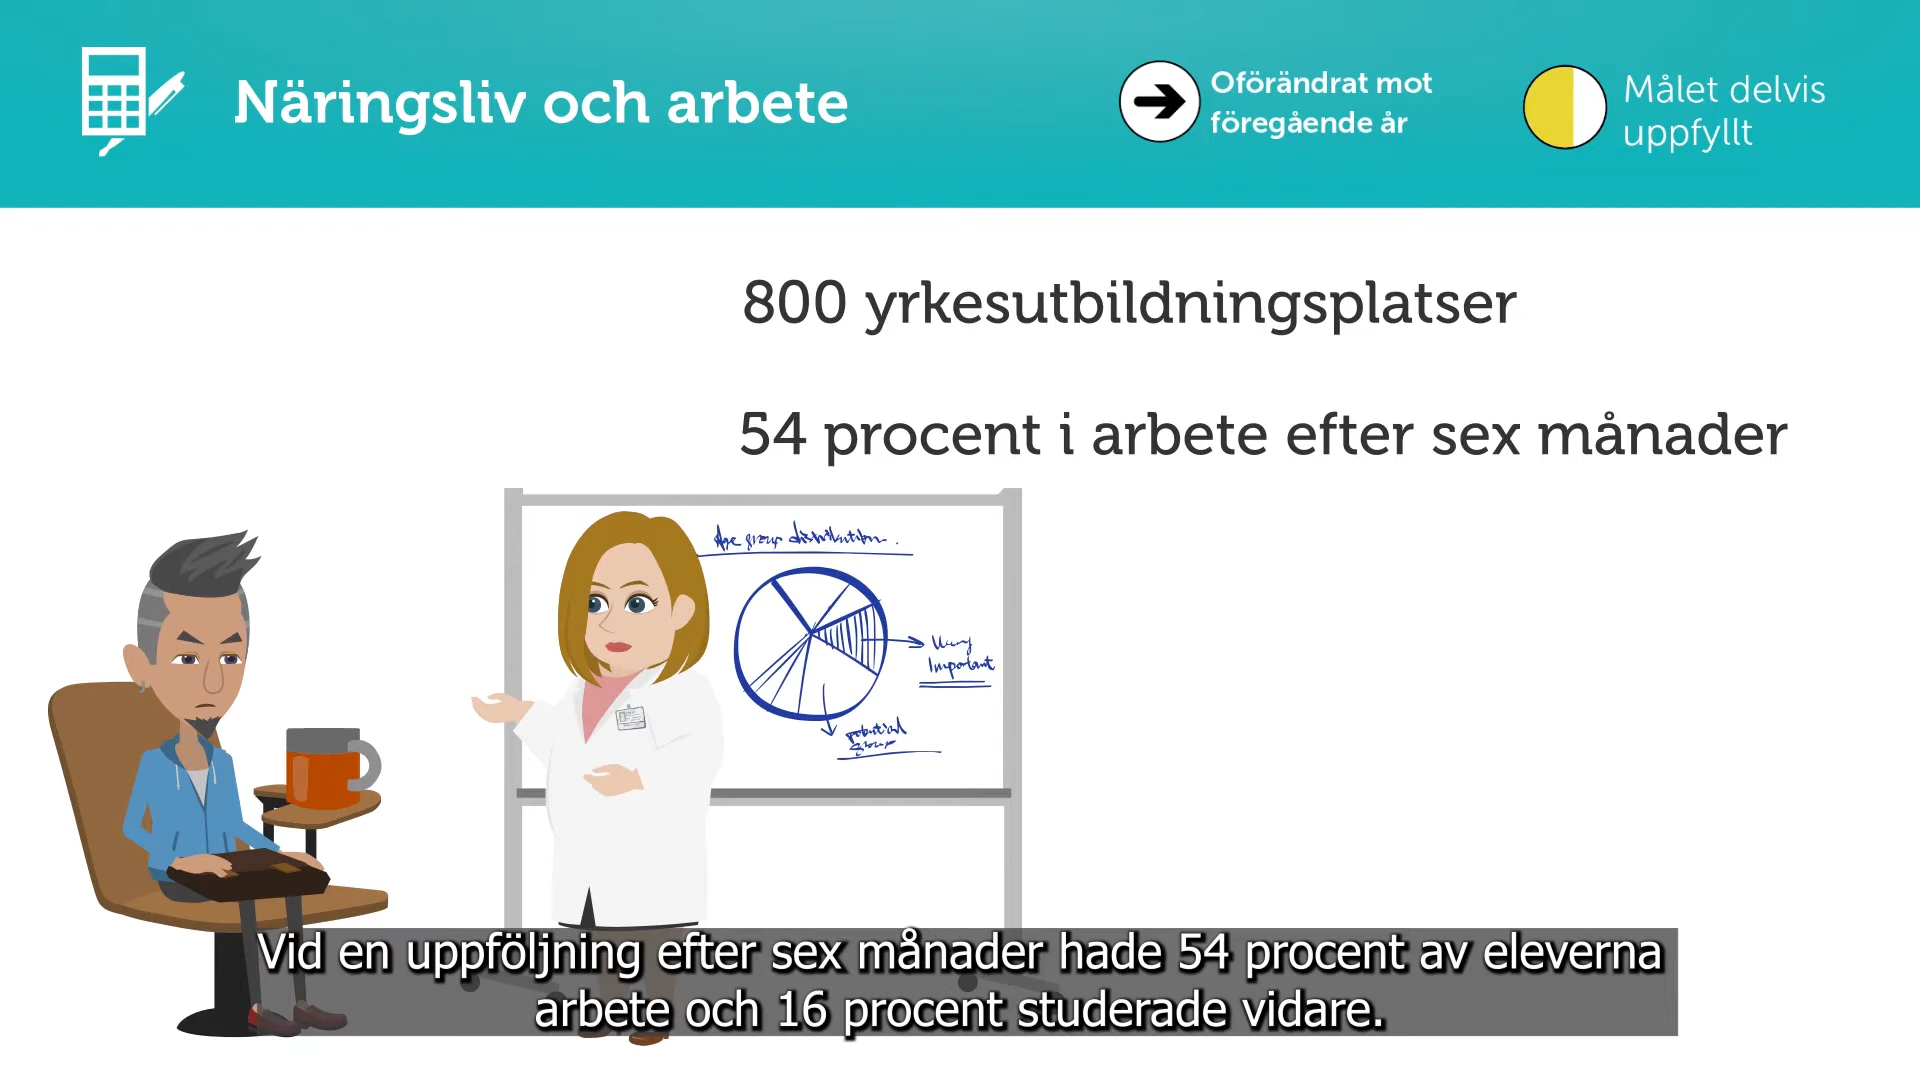 Näringsliv och arbete
Oförändrat mot
föregående år
Målet delvis
uppfyllt
800 yrkesutbildningsplatser
54 procent i arbete efter sex månader
Age group distribution.
Important
potential
group
Vid en uppföljning efter sex månader hade 54 procent av eleverna
arbete och 16 procent studerade vidare.